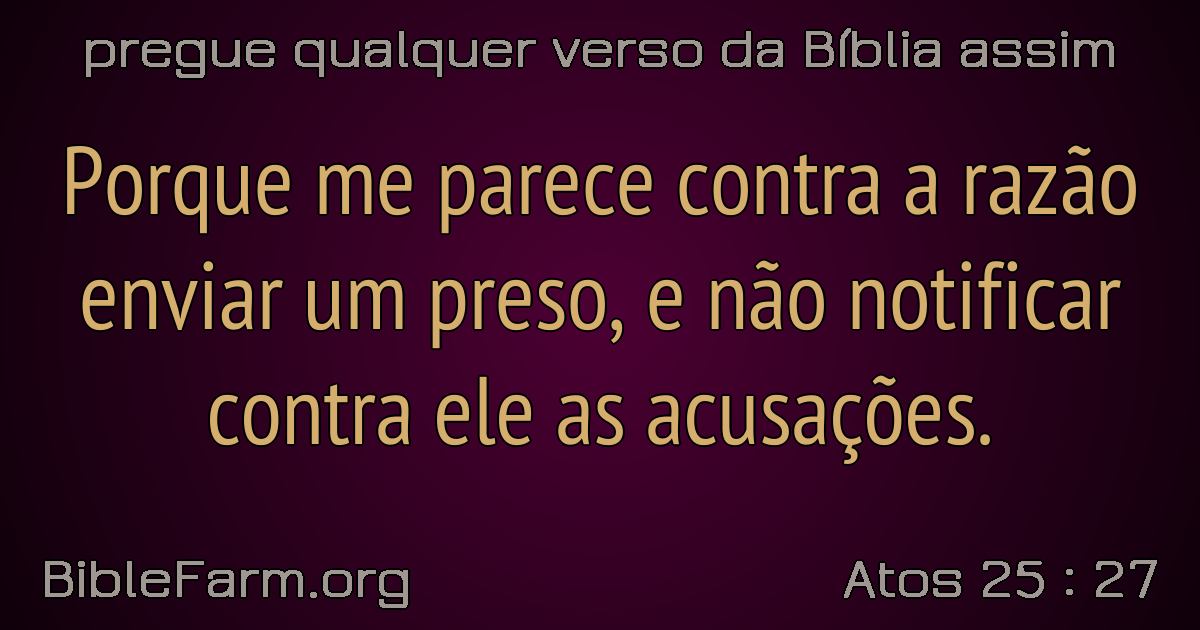 pregue qualquer verso da Bíblia assim
Porque me parece contra a razão
enviar um preso, e não notificar
contra ele as acusações.
BibleFarm.org
Atos 25 : 27